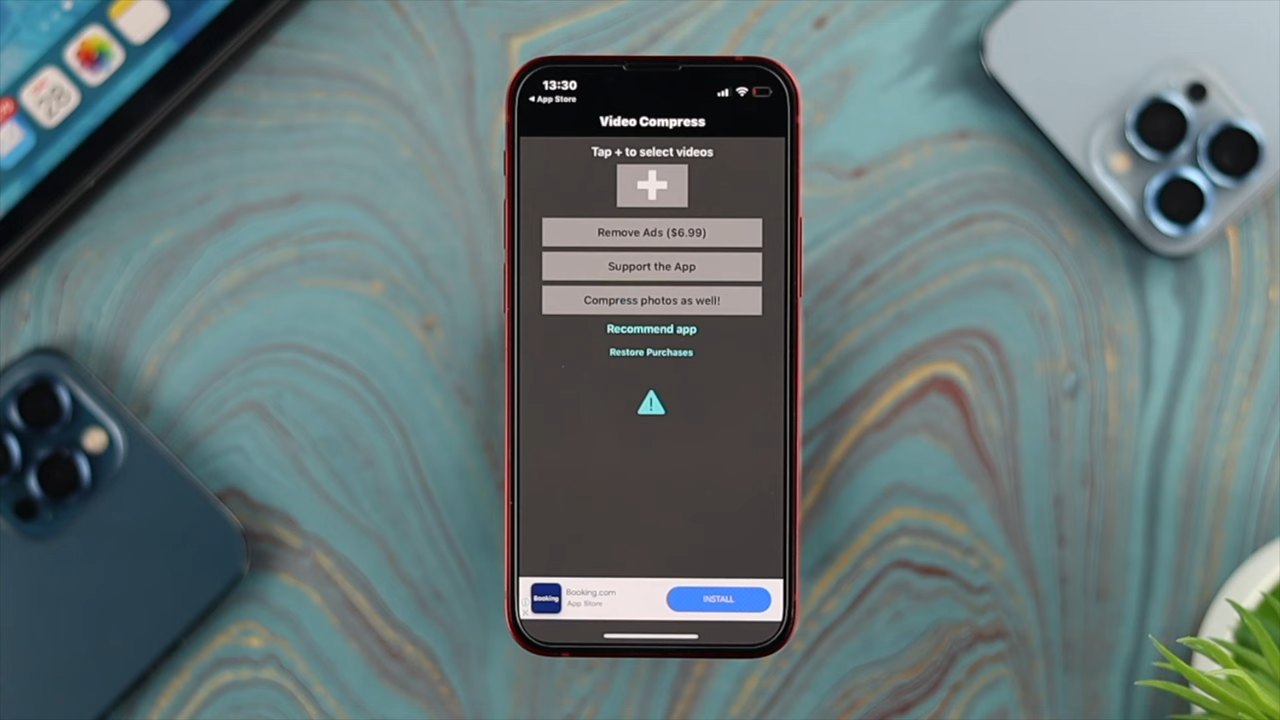 28
13:30
◀ App Store
Video Compress
Tap + to select videos
Remove Ads ($6.99)
Support the App
Compress photos as well!
Recommend app
Restore Purchases
Booking
Booking.com
App Store
INSTALL